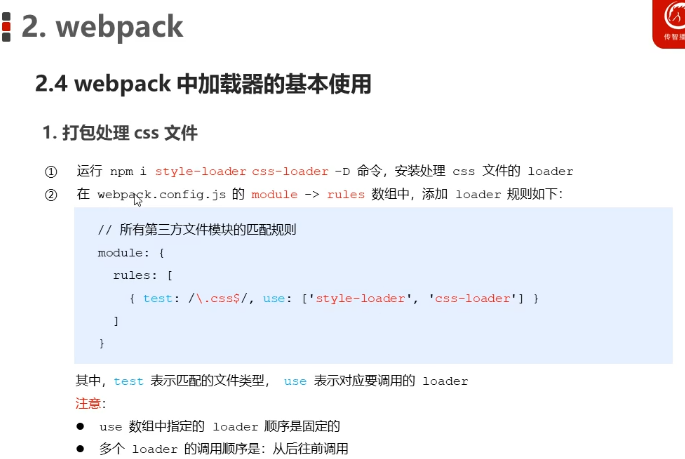 2. webpack
传智播
2.4 webpack 中加载器的基本使用
1. 打包处理 css 文件
① 运行 npm i style-loader css-loader -D 命令，安装处理 css 文件的 loader
② 在 webpack.config.js 的 module -> rules 数组中，添加 loader 规则如下：
// 所有第三方文件模块的匹配规则
module: {
rules: [
{ test: /\.css$/, use: ['style-loader', 'css-loader'] }
]
}
其中，test 表示匹配的文件类型， use 表示对应要调用的 loader
注意：
● use 数组中指定的 loader 顺序是固定的
● 多个 loader 的调用顺序是：从后往前调用